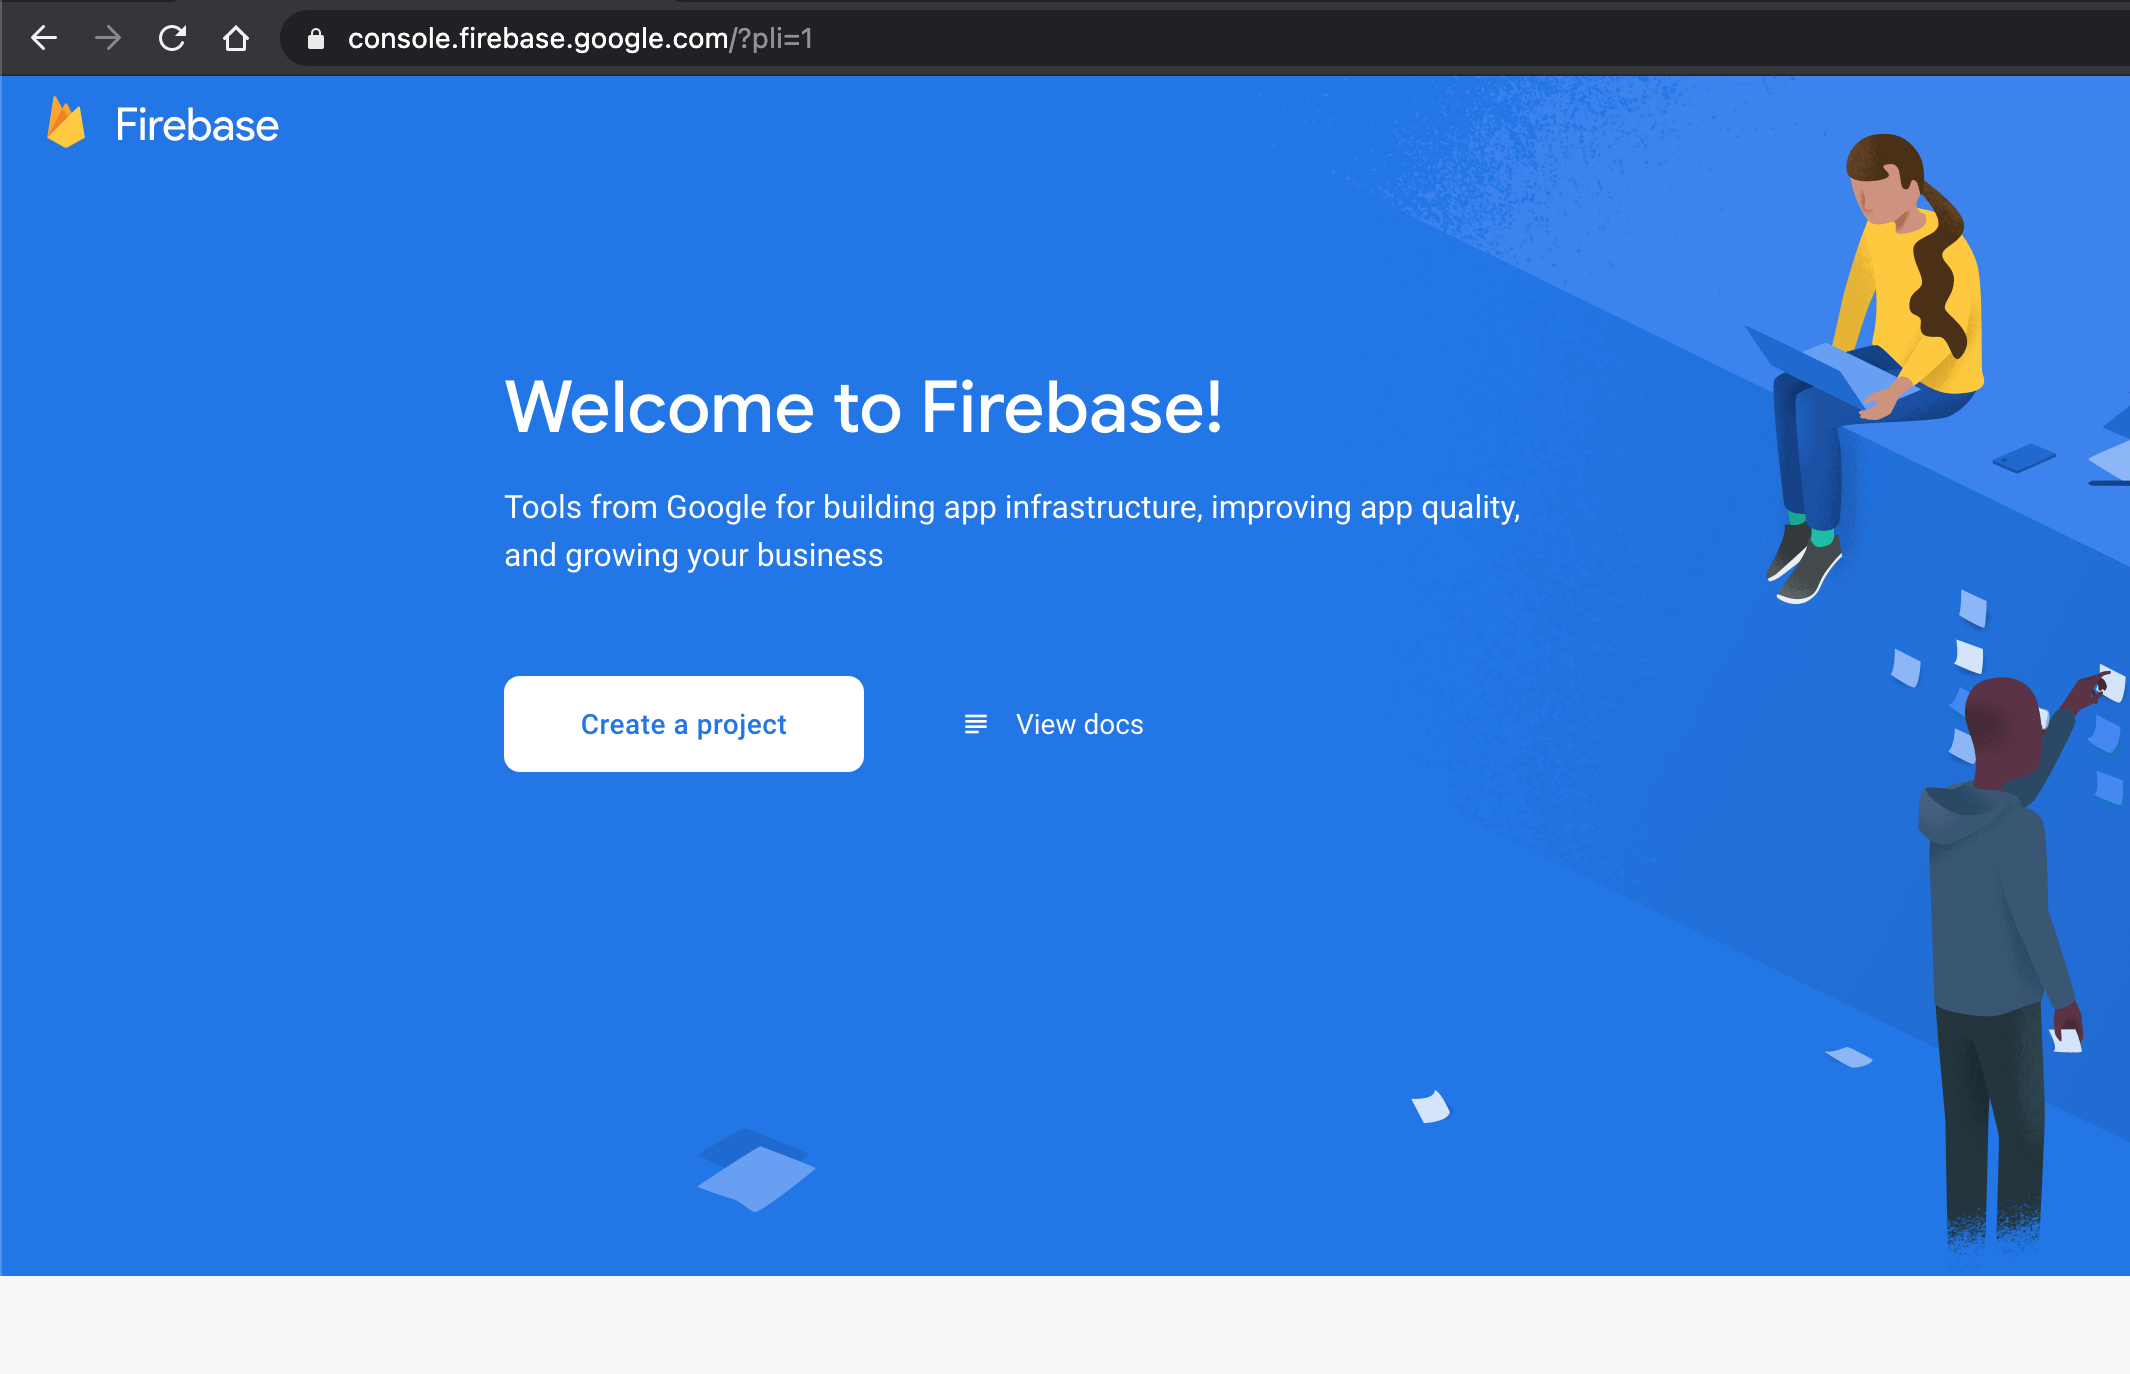 console.firebase.google.com/?pli=1
Firebase
Welcome to Firebase!
Tools from Google for building app infrastructure, improving app quality,
and growing your business
Create a project
View docs